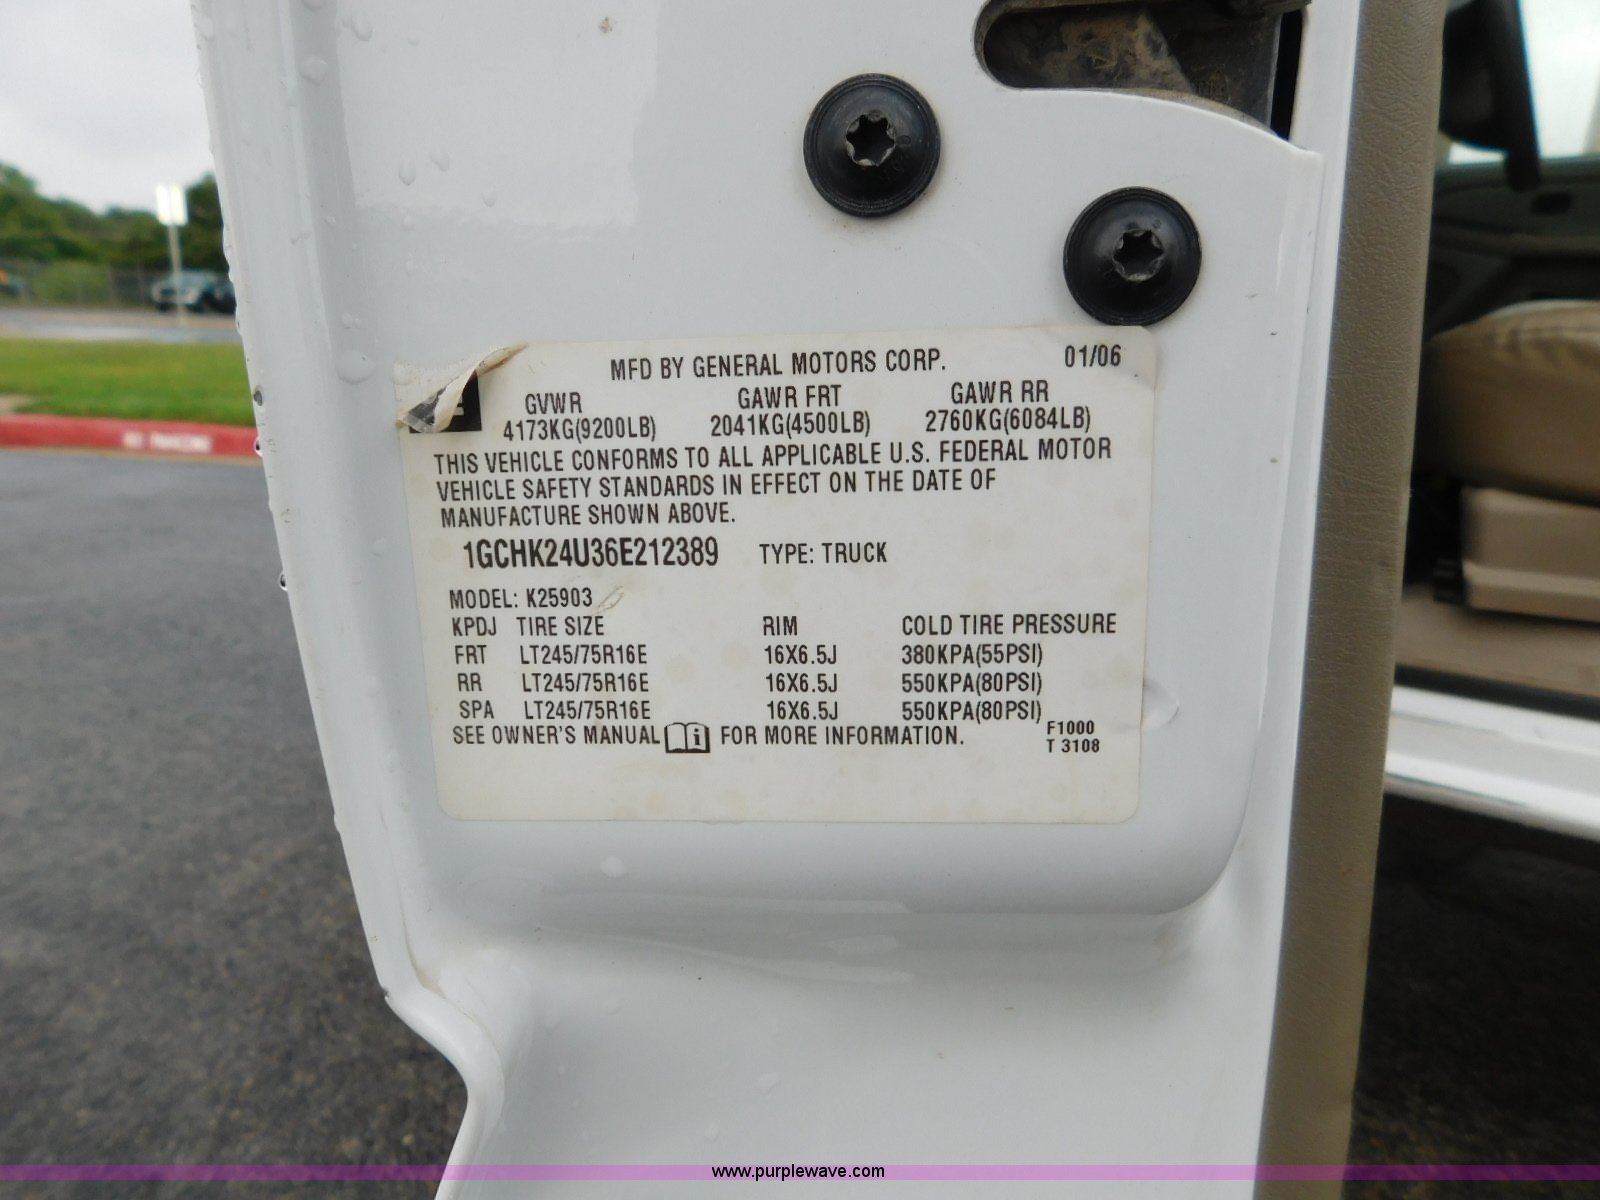 MFD BY GENERAL MOTORS CORP. 01/06
GVWR GAWR FRT GAWR RR
4173KG(9200LB) 2041KG(4500LB) 2760KG(6084LB)
THIS VEHICLE CONFORMS TO ALL APPLICABLE U.S. FEDERAL MOTOR
VEHICLE SAFETY STANDARDS IN EFFECT ON THE DATE OF
MANUFACTURE SHOWN ABOVE.
1GCHK24U36E212389 TYPE: TRUCK
MODEL: K25903
KPDJ TIRE SIZE RIM COLD TIRE PRESSURE
FRT LT245/75R16E 16X6.5J 380KPA(55PSI)
RR LT245/75R16E 16X6.5J 550KPA(80PSI)
SPA LT245/75R16E 16X6.5J 550KPA(80PSI)
SEE OWNER'S MANUAL i FOR MORE INFORMATION. F1000
T 3108
www.purplewave.com